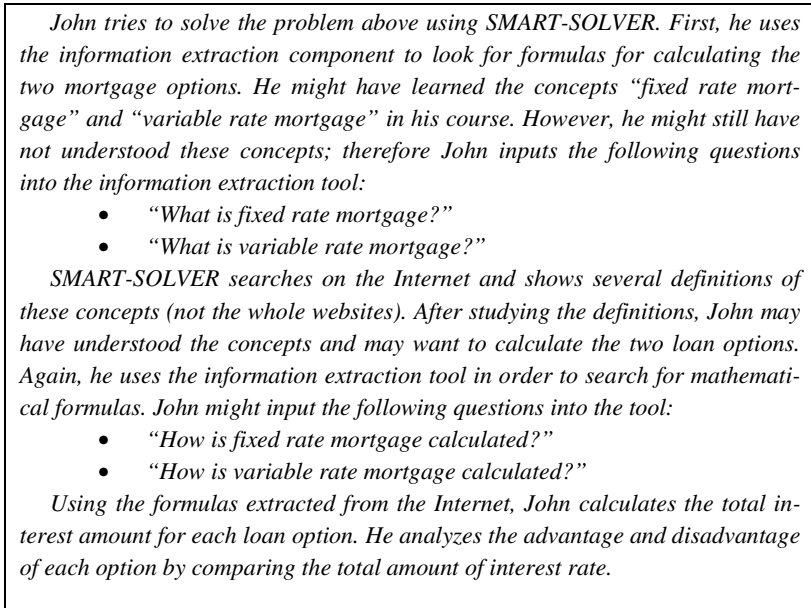 John tries to solve the problem above using SMART-SOLVER. First, he uses
the information extraction component to look for formulas for calculating the
two mortgage options. He might have learned the concepts “fixed rate mort-
gage” and “variable rate mortgage” in his course. However, he might still have
not understood these concepts; therefore John inputs the following questions
into the information extraction tool:
• “What is fixed rate mortgage?”
• “What is variable rate mortgage?”
SMART-SOLVER searches on the Internet and shows several definitions of
these concepts (not the whole websites). After studying the definitions, John may
have understood the concepts and may want to calculate the two loan options.
Again, he uses the information extraction tool in order to search for mathemati-
cal formulas. John might input the following questions into the tool:
• “How is fixed rate mortgage calculated?”
• “How is variable rate mortgage calculated?”
Using the formulas extracted from the Internet, John calculates the total in-
terest amount for each loan option. He analyzes the advantage and disadvantage
of each option by comparing the total amount of interest rate.